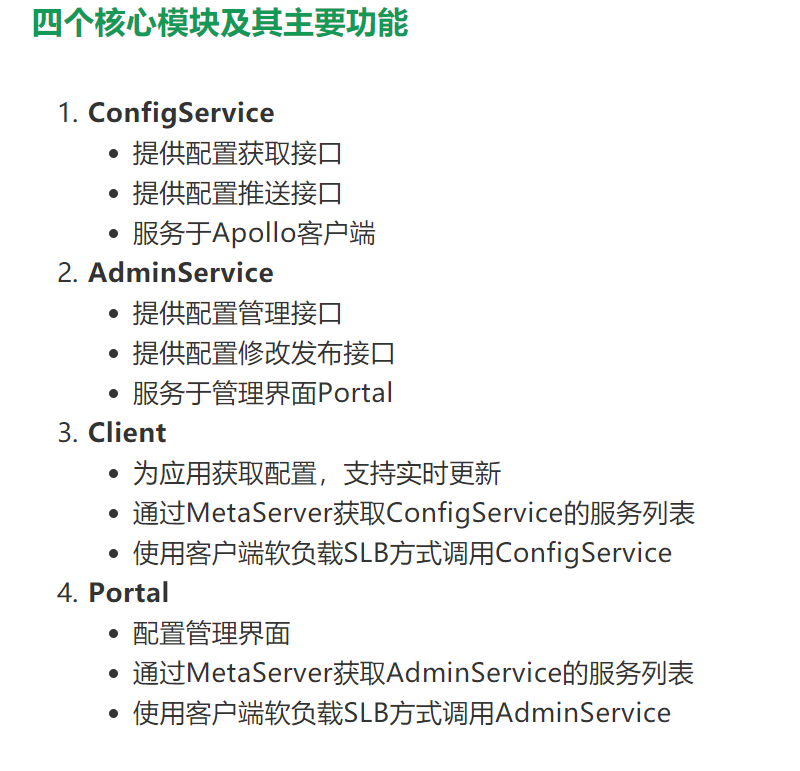 四个核心模块及其主要功能
1. ConfigService
• 提供配置获取接口
• 提供配置推送接口
• 服务于Apollo客户端
2. AdminService
• 提供配置管理接口
• 提供配置修改发布接口
• 服务于管理界面Portal
3. Client
• 为应用获取配置，支持实时更新
• 通过MetaServer获取ConfigService的服务列表
• 使用客户端软负载SLB方式调用ConfigService
4. Portal
• 配置管理界面
• 通过MetaServer获取AdminService的服务列表
• 使用客户端软负载SLB方式调用AdminService